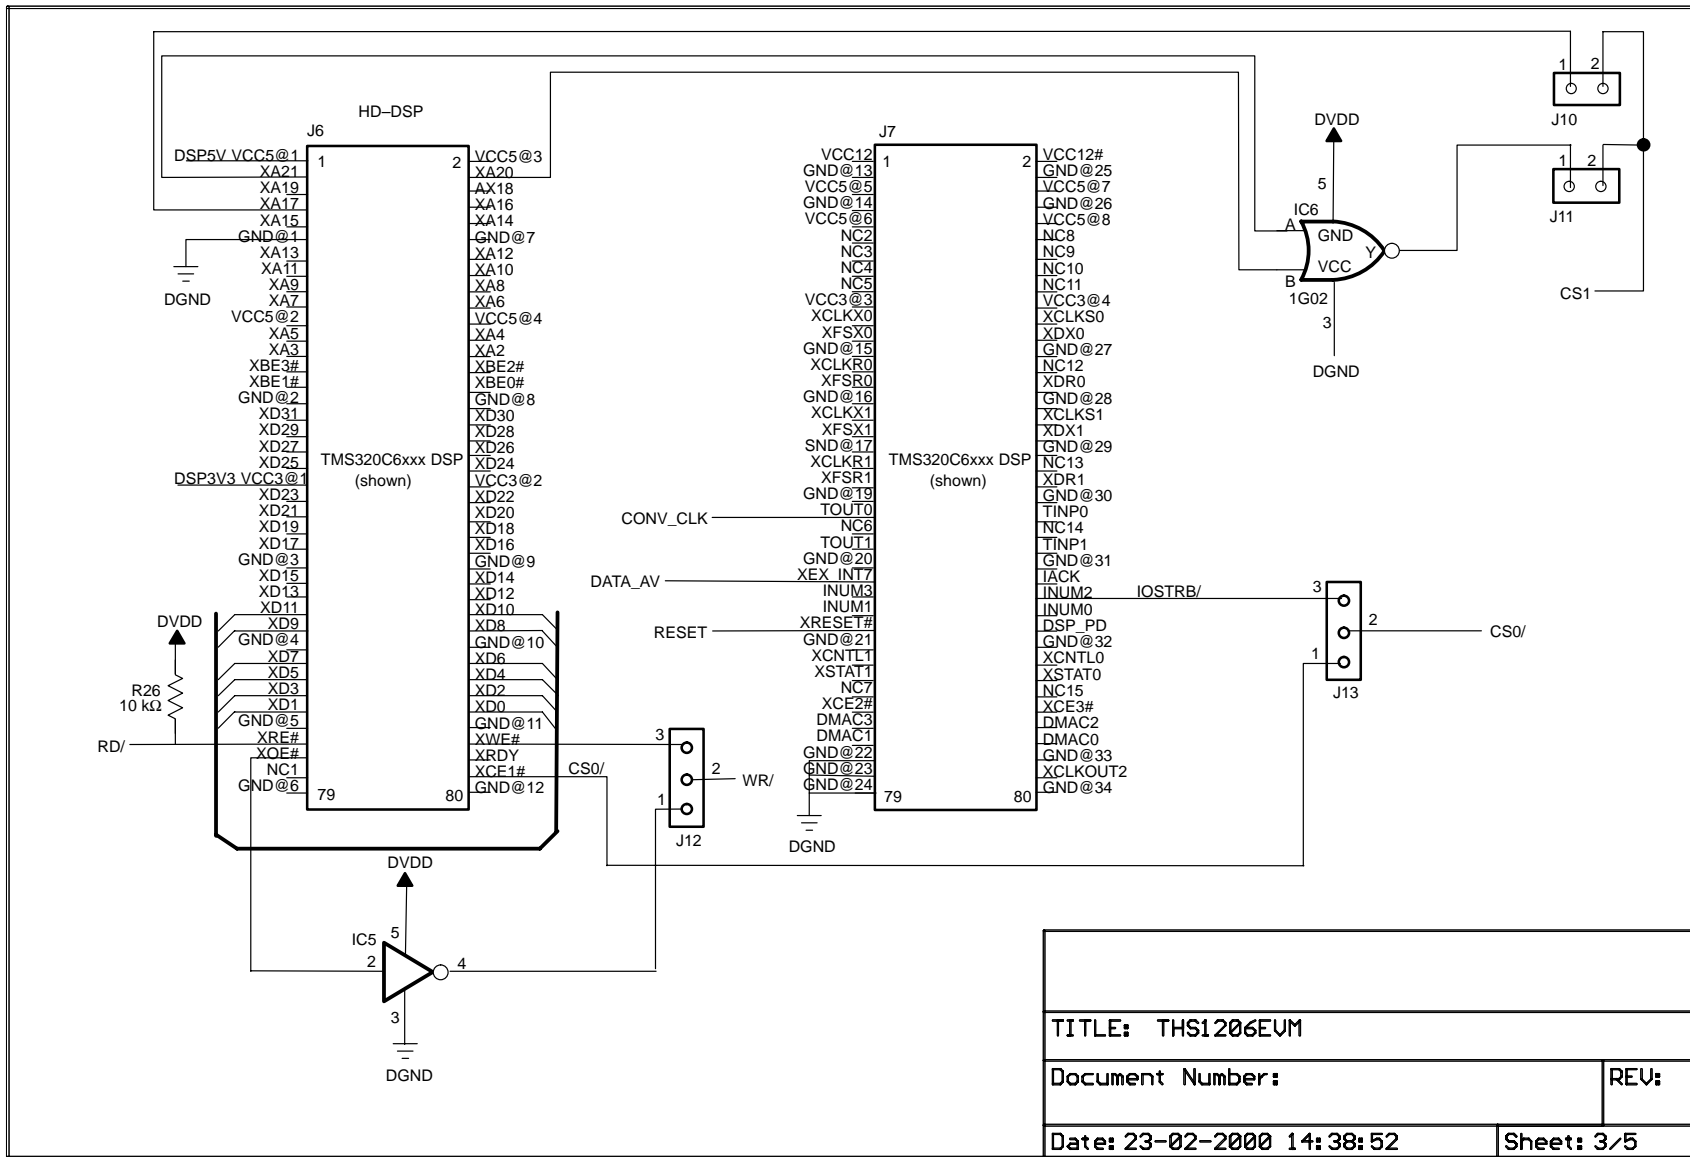 HD–DSP
J6
1
2
DSP5V VCC5@1
XA21
XA19
XA17
XA15
GND@1
XA13
XA11
XA9
XA7
VCC5@2
XA5
XA3
XBE3#
XBE1#
GND@2
XD31
XD29
XD27
XD25
DSP3V3 VCC3@1
XD23
XD21
XD19
XD17
GND@3
XD15
XD13
XD11
XD9
GND@4
XD7
XD5
XD3
XD1
GND@5
XRE#
XOE#
NC1
GND@6
TMS320C6xxx DSP
(shown)
79
80
VCC5@3
XA20
AX18
XA16
XA14
GND@7
XA12
XA10
XA8
XA6
VCC5@4
XA4
XA2
XBE2#
XBE0#
GND@8
XD30
XD28
XD26
XD24
VCC3@2
XD22
XD20
XD18
XD16
GND@9
XD14
XD12
XD10
XD8
GND@10
XD6
XD4
XD2
XD0
GND@11
XWE#
XRDY
XCE1#
GND@12
CS0/
DGND
DVDD
R26
10 kΩ
RD/
3
2
WR/
1
J12
DVDD
IC5
5
2
4
3
DGND
J7
1
2
VCC12
GND@13
VCC5@5
GND@14
VCC5@6
NC2
NC3
NC4
NC5
VCC3@3
XCLKX0
XFSX0
GND@15
XCLKR0
XFSR0
GND@16
XCLKX1
XFSX1
SND@17
XCLKR1
XFSR1
GND@19
TOUT0
NC6
TOUT1
GND@20
XEX_INT7
INUM3
INUM1
XRESET#
GND@21
XCNTL1
XSTAT1
NC7
XCE2#
DMAC3
DMAC1
GND@22
GND@23
GND@24
TMS320C6xxx DSP
(shown)
79
80
VCC12#
GND@25
VCC5@7
GND@26
VCC5@8
NC8
NC9
NC10
NC11
VCC3@4
XCLKS0
XDX0
GND@27
NC12
XDR0
GND@28
XCLKS1
XDX1
GND@29
NC13
XDR1
GND@30
TINP0
NC14
TINP1
GND@31
IACK
INUM2
INUM0
DSP_PD
GND@32
XCNTL0
XSTAT0
NC15
XCE3#
DMAC2
DMAC0
GND@33
XCLKOUT2
GND@34
CONV_CLK
DATA_AV
RESET
DGND
IOSTRB/
3
2
CS0/
1
J13
1 2
J10
1 2
J11
DVDD
5
IC6
A
GND
Y
VCC
B
1G02
3
DGND
CS1
TITLE: THS1206EVM
Document Number:
REV:
Date: 23-02-2000 14:38:52
Sheet: 3/5